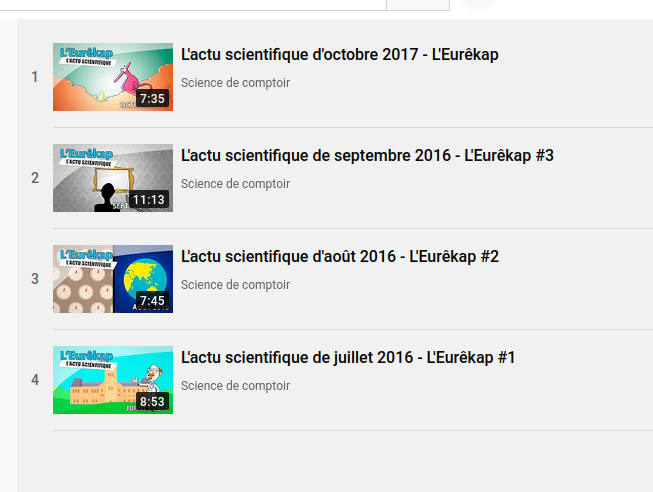 1
L'Eurêkap
L'ACTU SCIENTIFIQUE
7:35
L'actu scientifique d'octobre 2017 - L'Eurêkap
Science de comptoir
2
L'Eurêkap
L'ACTU SCIENTIFIQUE
11:13
L'actu scientifique de septembre 2016 - L'Eurêkap #3
Science de comptoir
3
L'Eurêkap
L'ACTU SCIENTIFIQUE
7:45
L'actu scientifique d'août 2016 - L'Eurêkap #2
Science de comptoir
4
L'Eurêkap
L'ACTU SCIENTIFIQUE
8:53
L'actu scientifique de juillet 2016 - L'Eurêkap #1
Science de comptoir